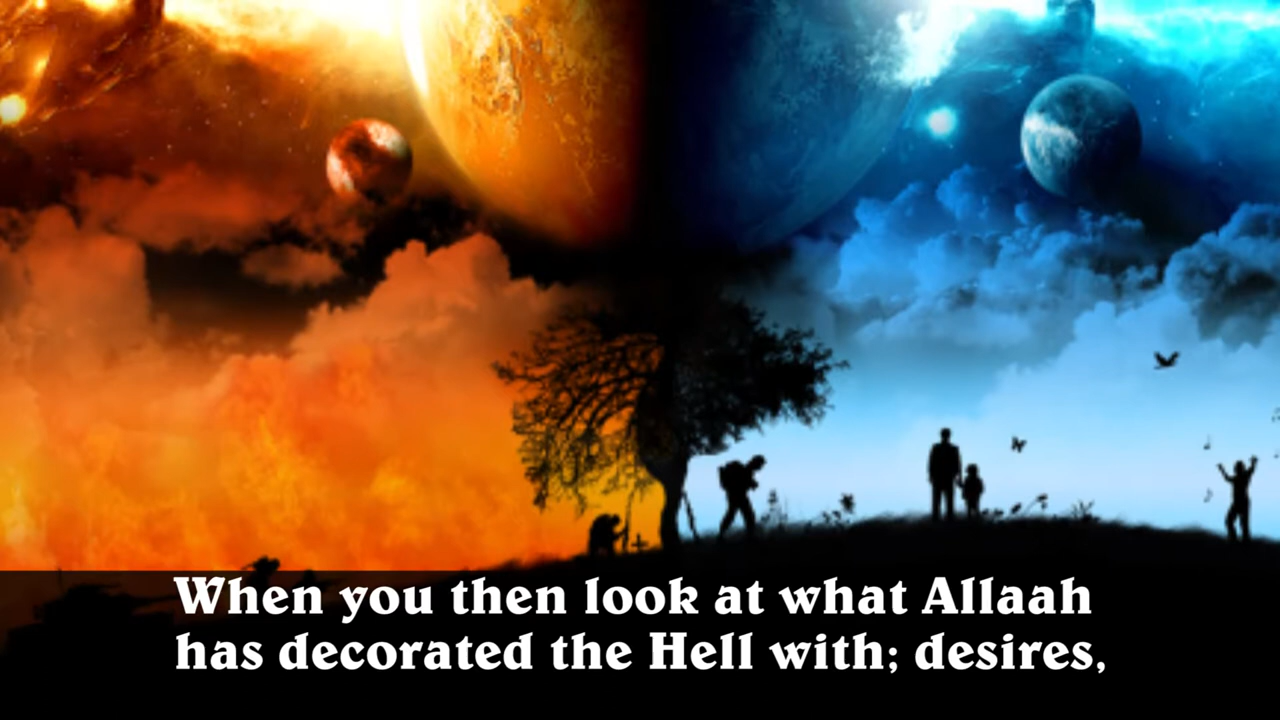 When you then look at what Allaah
has decorated the Hell with; desires,